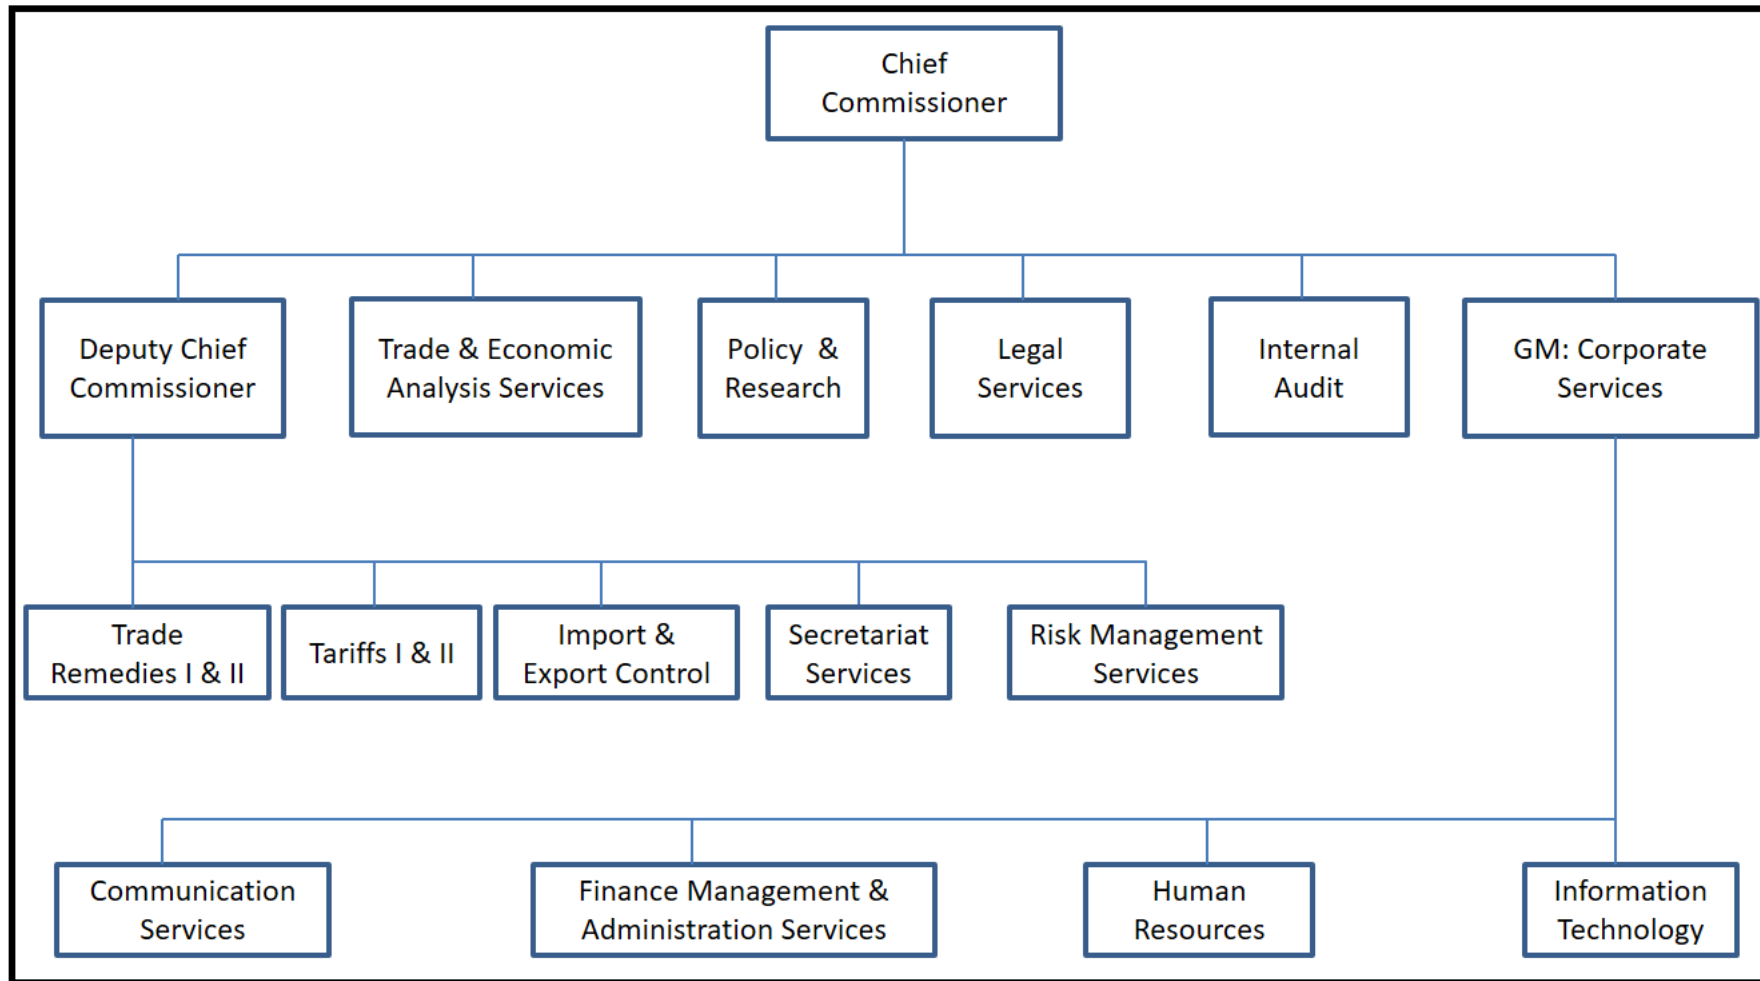 Chief
Commissioner
Deputy Chief
Commissioner
Trade & Economic
Analysis Services
Policy & 
Research
Legal
Services
Internal
Audit
GM: Corporate
Services
Trade
Remedies I & II
Tariffs I & II
Import &
Export Control
Secretariat
Services
Risk Management
Services
Communication
Services
Finance Management &
Administration Services
Human
Resources
Information
Technology